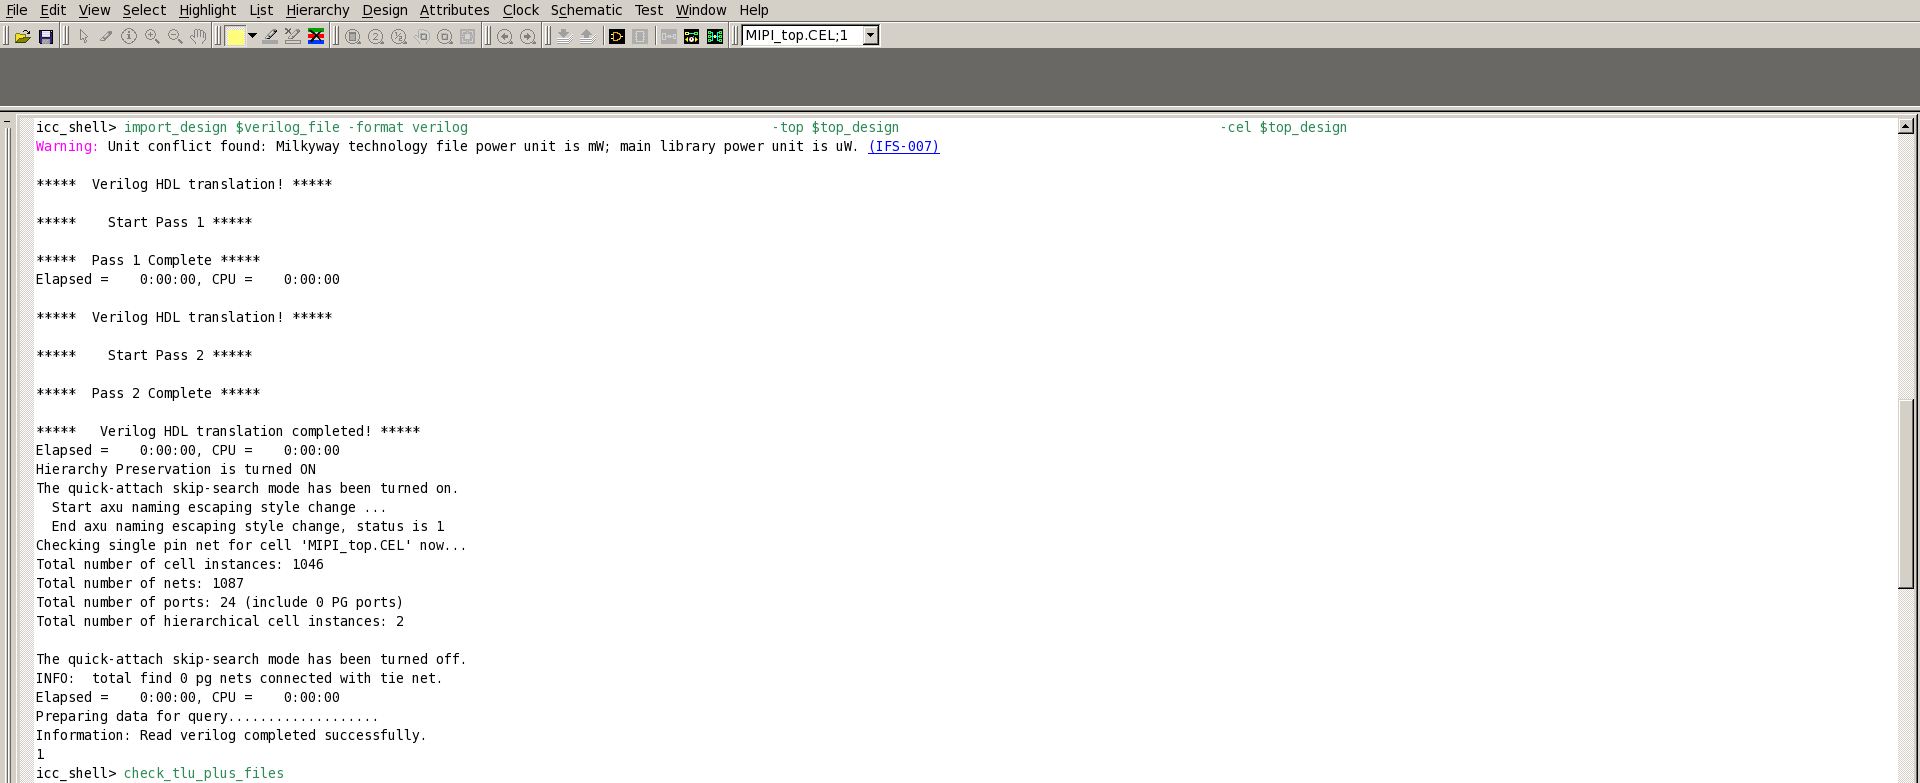 File Edit View Select Highlight List Hierarchy Design Attributes Clock Schematic Test Window Help
MIPI_top.CEL;1
icc_shell> import_design $verilog_file -format verilog -top $top_design -cel $top_design
Warning: Unit conflict found: Milkyway technology file power unit is mW; main library power unit is uW. (IFS-007)
***** Verilog HDL translation! *****
***** Start Pass 1 *****
***** Pass 1 Complete *****
Elapsed = 0:00:00, CPU = 0:00:00
***** Verilog HDL translation! *****
***** Start Pass 2 *****
***** Pass 2 Complete *****
***** Verilog HDL translation completed! *****
Elapsed = 0:00:00, CPU = 0:00:00
Hierarchy Preservation is turned ON
The quick-attach skip-search mode has been turned on.
Start axu naming escaping style change ...
End axu naming escaping style change, status is 1
Checking single pin net for cell 'MIPI_top.CEL' now...
Total number of cell instances: 1046
Total number of nets: 1087
Total number of ports: 24 (include 0 PG ports)
Total number of hierarchical cell instances: 2
The quick-attach skip-search mode has been turned off.
INFO: total find 0 pg nets connected with tie net.
Elapsed = 0:00:00, CPU = 0:00:00
Preparing data for query...................
Information: Read verilog completed successfully.
1
icc_shell> check_tlu_plus_files